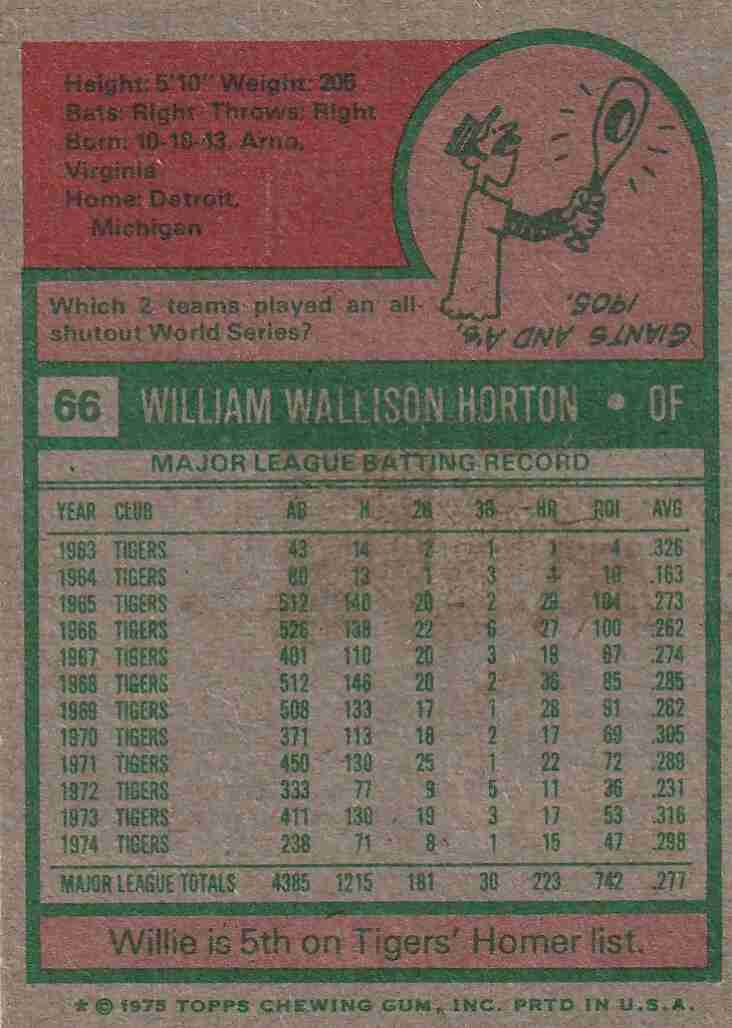 Height: 5'10" Weight: 205
Bats: Right Throws: Right
Born: 10-18-43, Arno,
Virginia
Home: Detroit,
Michigan
Which 2 teams played an all-
shutout World Series?
GIANTS AND A'S,
1905.
66 WILLIAM WALLISON HORTON • OF
MAJOR LEAGUE BATTING RECORD
YEAR CLUB AB H 2B 3B HR RBI AVG
1963 TIGERS 43 14 2 1 1 4 .326
1964 TIGERS 80 13 1 3 4 10 .163
1965 TIGERS 512 140 20 2 29 104 .273
1966 TIGERS 526 138 22 6 27 100 .262
1967 TIGERS 401 110 20 3 19 67 .274
1968 TIGERS 512 146 20 2 36 85 .285
1969 TIGERS 508 133 17 1 28 91 .262
1970 TIGERS 371 113 18 2 17 69 .305
1971 TIGERS 450 130 25 1 22 72 .289
1972 TIGERS 333 77 9 5 11 36 .231
1973 TIGERS 411 130 19 3 17 53 .316
1974 TIGERS 238 71 8 1 15 47 .298
MAJOR LEAGUE TOTALS 4385 1215 181 30 223 742 .277
Willie is 5th on Tigers' Homer list.
* © 1975 TOPPS CHEWING GUM, INC. PRTD IN U.S.A.